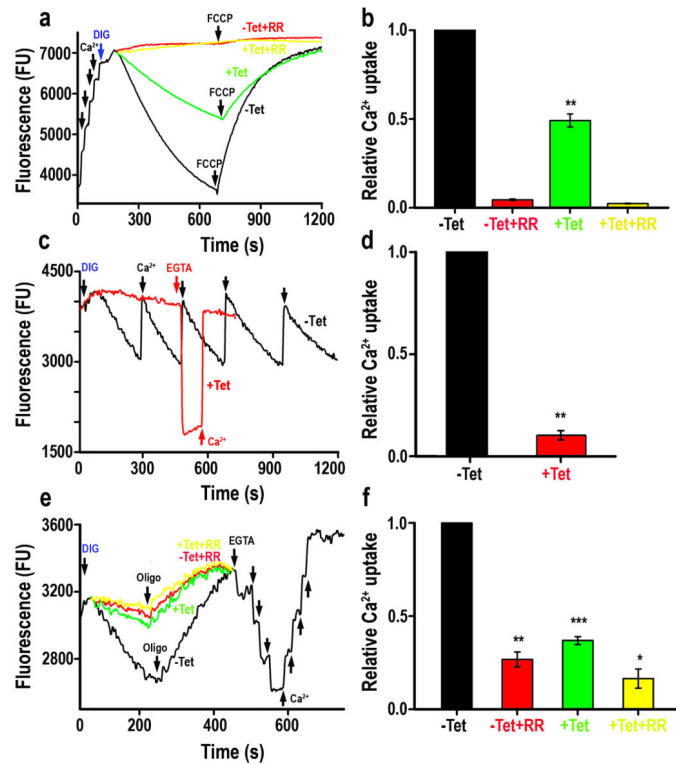 a
FCCP
-Tet+RR
+Tet+RR
DIG
Ca²⁺
+Tet
FCCP
-Tet
FCCP
7000
6000
5000
4000
Fluorescence (FU)
0 300 600 900 1200
Time (s)
b
1.0
0.5
0.0
Relative Ca²⁺ uptake
**
-Tet -Tet+RR +Tet +Tet+RR
c
DIG
Ca²⁺
EGTA
-Tet
+Tet
Ca²⁺
4500
3000
1500
Fluorescence (FU)
0 300 600 900 1200
Time (s)
d
1.0
0.5
0.0
Relative Ca²⁺ uptake
**
-Tet +Tet
e
DIG
Oligo
+Tet+RR
-Tet+RR
+Tet
EGTA
Oligo
-Tet
Ca²⁺
3600
3200
2800
Fluorescence (FU)
0 200 400 600
Time (s)
f
1.0
0.5
0.0
Relative Ca²⁺ uptake
**
***
*
-Tet -Tet+RR +Tet +Tet+RR